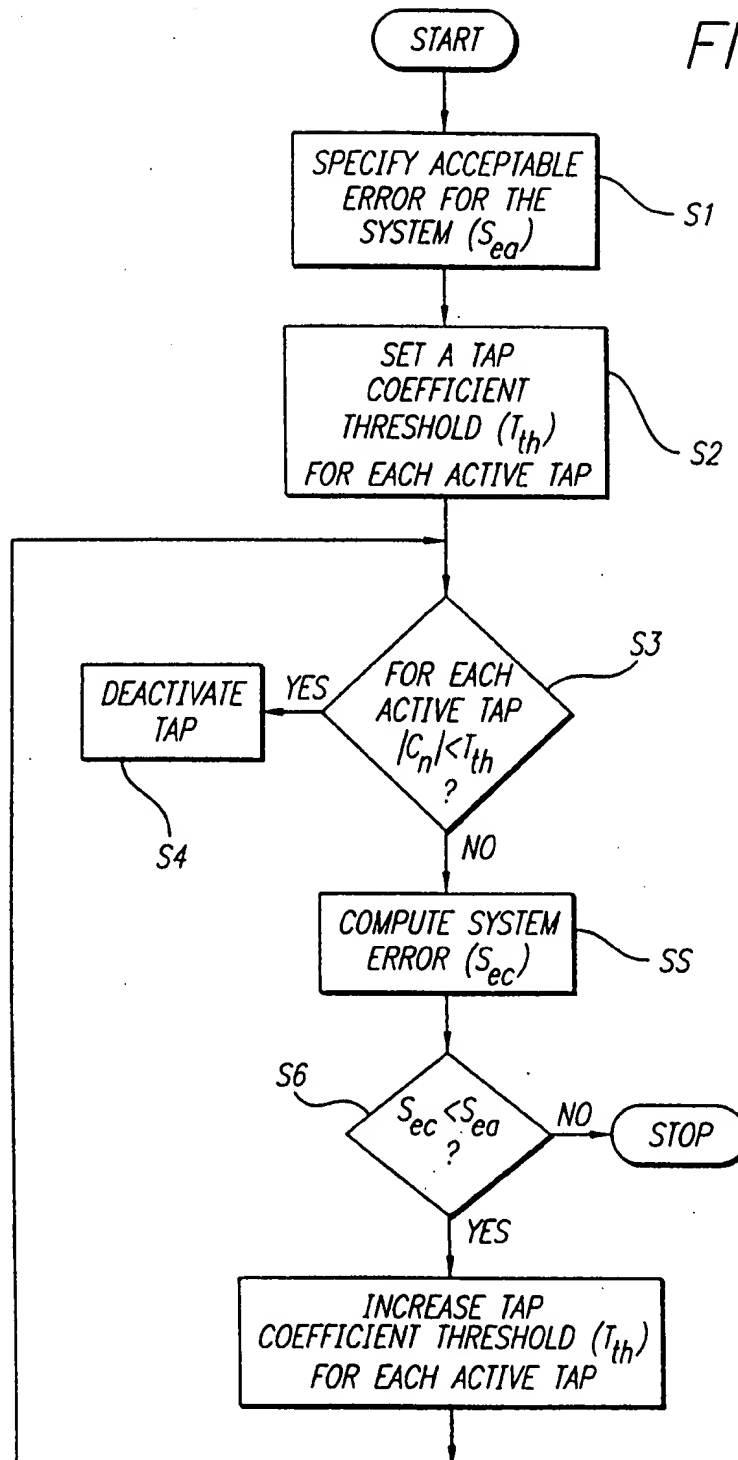 START
FI
SPECIFY ACCEPTABLE
ERROR FOR THE
SYSTEM (S_ea)
S1
SET A TAP
COEFFICIENT
THRESHOLD (T_th)
FOR EACH ACTIVE TAP
S2
S3
FOR EACH
ACTIVE TAP
|C_n|<T_th
?
YES
DEACTIVATE
TAP
S4
NO
COMPUTE SYSTEM
ERROR (S_ec)
SS
S6
S_ec<S_ea
?
NO
STOP
YES
INCREASE TAP
COEFFICIENT THRESHOLD (T_th)
FOR EACH ACTIVE TAP